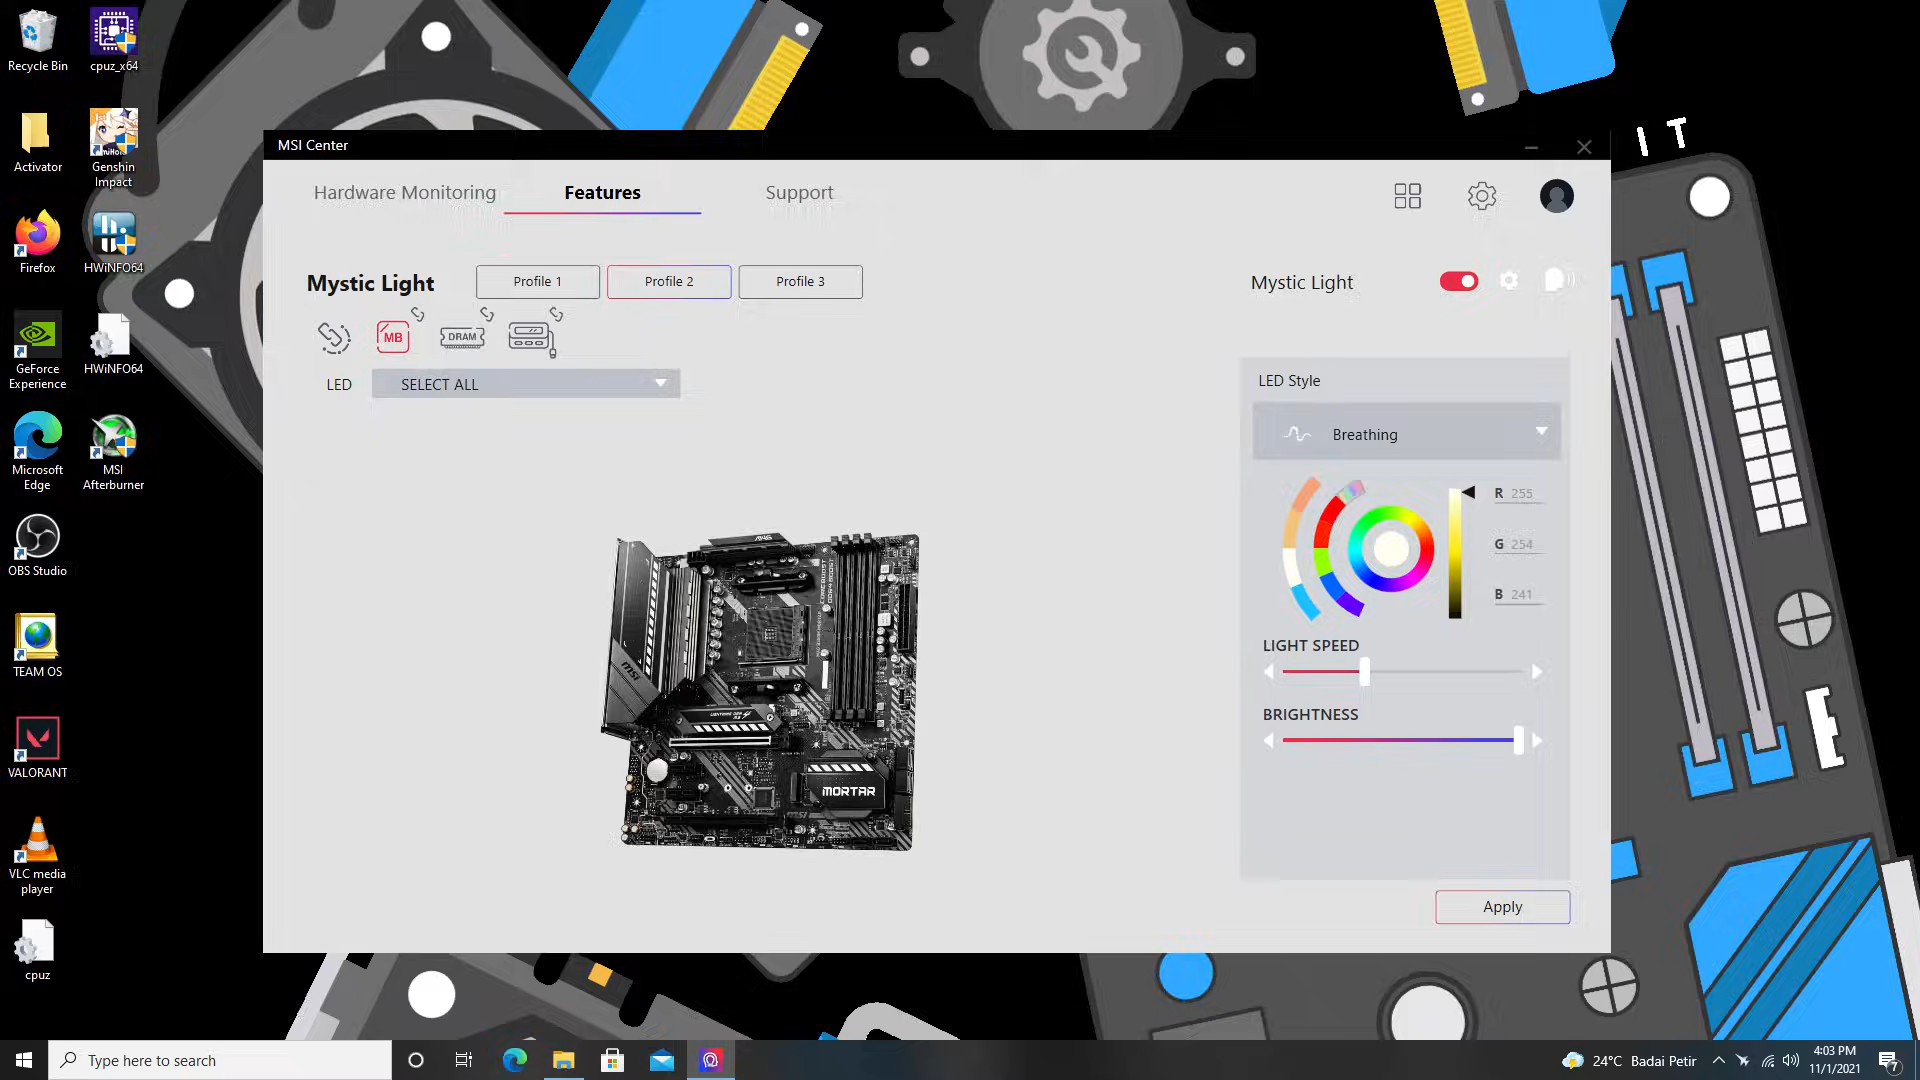 Recycle Bin
cpuz_x64
Activator
Genshin
Impact
Firefox
HWiNFO64
GeForce
Experience
HWiNFO64
Microsoft
Edge
MSI
Afterburner
OBS Studio
TEAM OS
VALORANT
VLC media
player
cpuz
I T
MSI Center
Hardware Monitoring
Features
Support
Mystic Light
Profile 1
Profile 2
Profile 3
Mystic Light
MB
DRAM
LED
SELECT ALL
LED Style
Breathing
R 255
G 254
B 241
LIGHT SPEED
BRIGHTNESS
msi
MORTAR
Apply
Type here to search
24°C Badai Petir
4:03 PM
11/1/2021
7